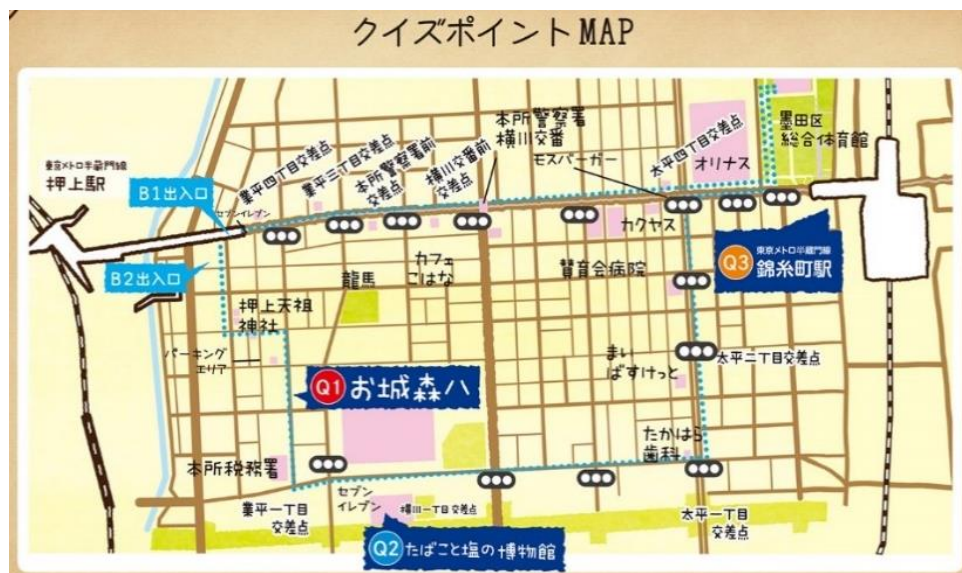 クイズポイントMAP
東京メトロ半蔵門線
押上駅
B1出入口
セブンイレブン
業平四丁目交差点
業平三丁目交差点
本所警察署前
交差点
横川交番前
交差点
本所警察署
横川交番
モスバーガー
太平四丁目交差点
オリナス
墨田区
総合体育館
B2出入口
カフェ
こはな
龍馬
カクヤス
賛育会病院
Q3
東京メトロ半蔵門線
錦糸町駅
押上天祖
神社
パーキング
エリア
まい
ばすけっと
太平二丁目交差点
Q1 お城森八
たかはら
歯科
本所税務署
業平一丁目
交差点
セブン
イレブン
横川一丁目交差点
太平一丁目
交差点
Q2 たばこと塩の博物館